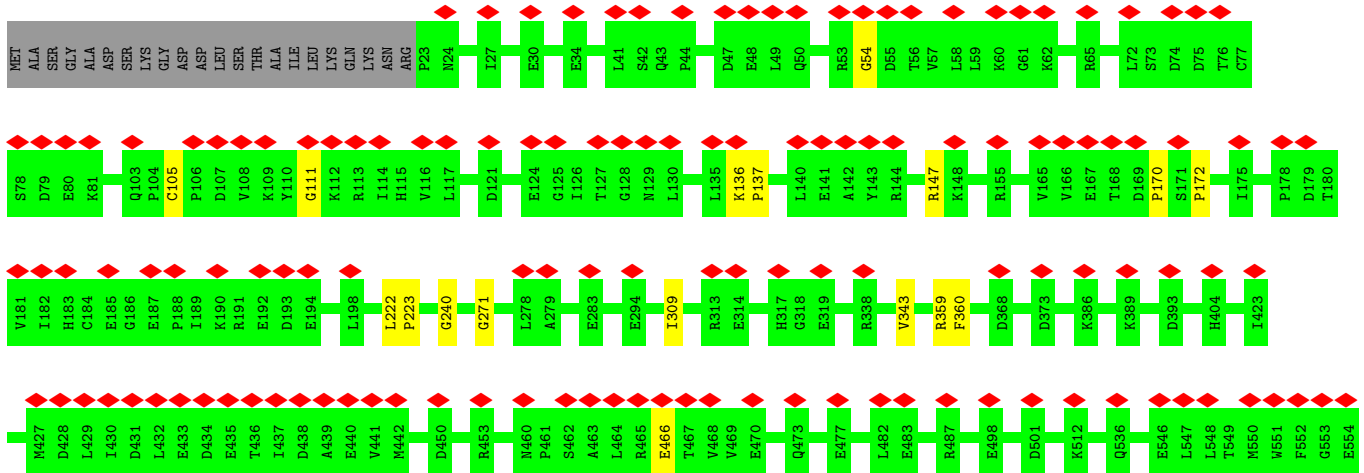 MET ALA SER GLY ALA ASP SER LYS GLY ASP ASP LEU SER THR ALA ILE LEU LYS GLN LYS ASN ARG P23 N24 I27 E30 E34 L41 S42 Q43 P44 D47 E48 L49 Q50 R53 G54 D55 T56 V57 L58 L59 K60 G61 K62 R65 L72 S73 D74 D75 T76 C77
S78 D79 E80 K81 Q103 P104 C105 P106 D107 V108 K109 Y110 G111 K112 R113 I114 H115 V116 L117 D121 E124 G125 I126 T127 G128 N129 L130 L135 K136 P137 L140 E141 A142 Y143 R144 R147 K148 R155 V165 V166 E167 T168 D169 P170 S171 P172 I175 P178 D179 T180
V181 I182 H183 C184 E185 G186 E187 P188 I189 K190 R191 E192 D193 E194 L198 L222 P223 G240 G271 L278 A279 E283 E294 I309 R313 E314 H317 G318 E319 R338 V343 R359 F360 D368 D373 K386 K389 D393 H404 I423
M427 D428 L429 I430 D431 L432 E433 D434 E435 T436 I437 D438 A439 E440 V441 M442 D450 R453 N460 P461 S462 A463 L464 R465 E466 T467 V468 V469 E470 Q473 E477 L482 E483 R487 E498 D501 K512 Q536 E546 L547 L548 T549 M550 W551 F552 G553 E554